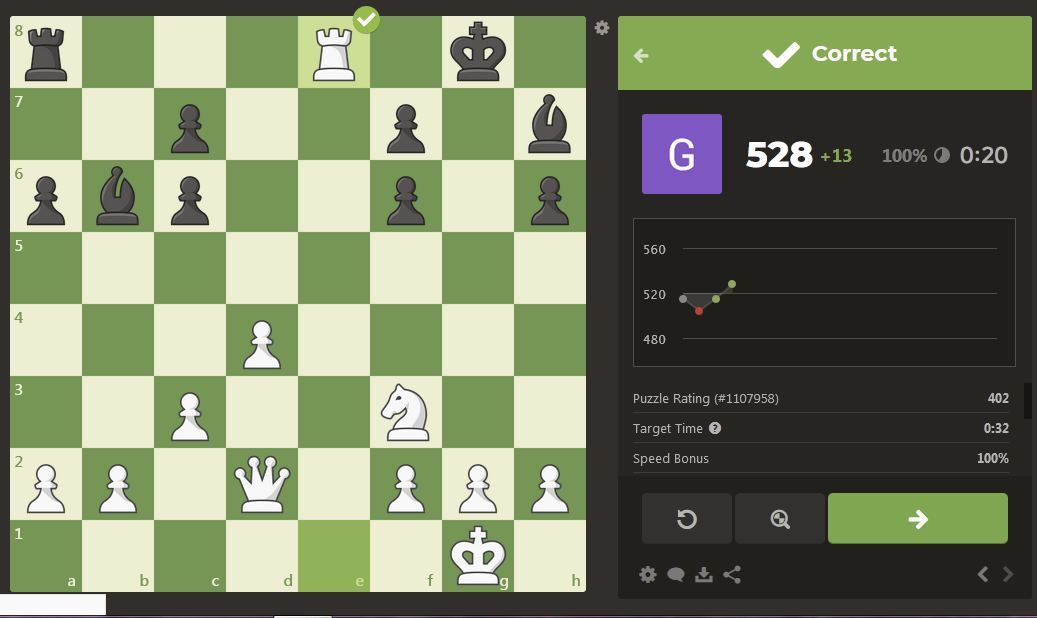 8
7
6
5
4
3
2
1
a b c d e f g h
Correct
G
528 +13 100% 0:20
560
520
480
Puzzle Rating (#1107958) 402
Target Time ? 0:32
Speed Bonus 100%